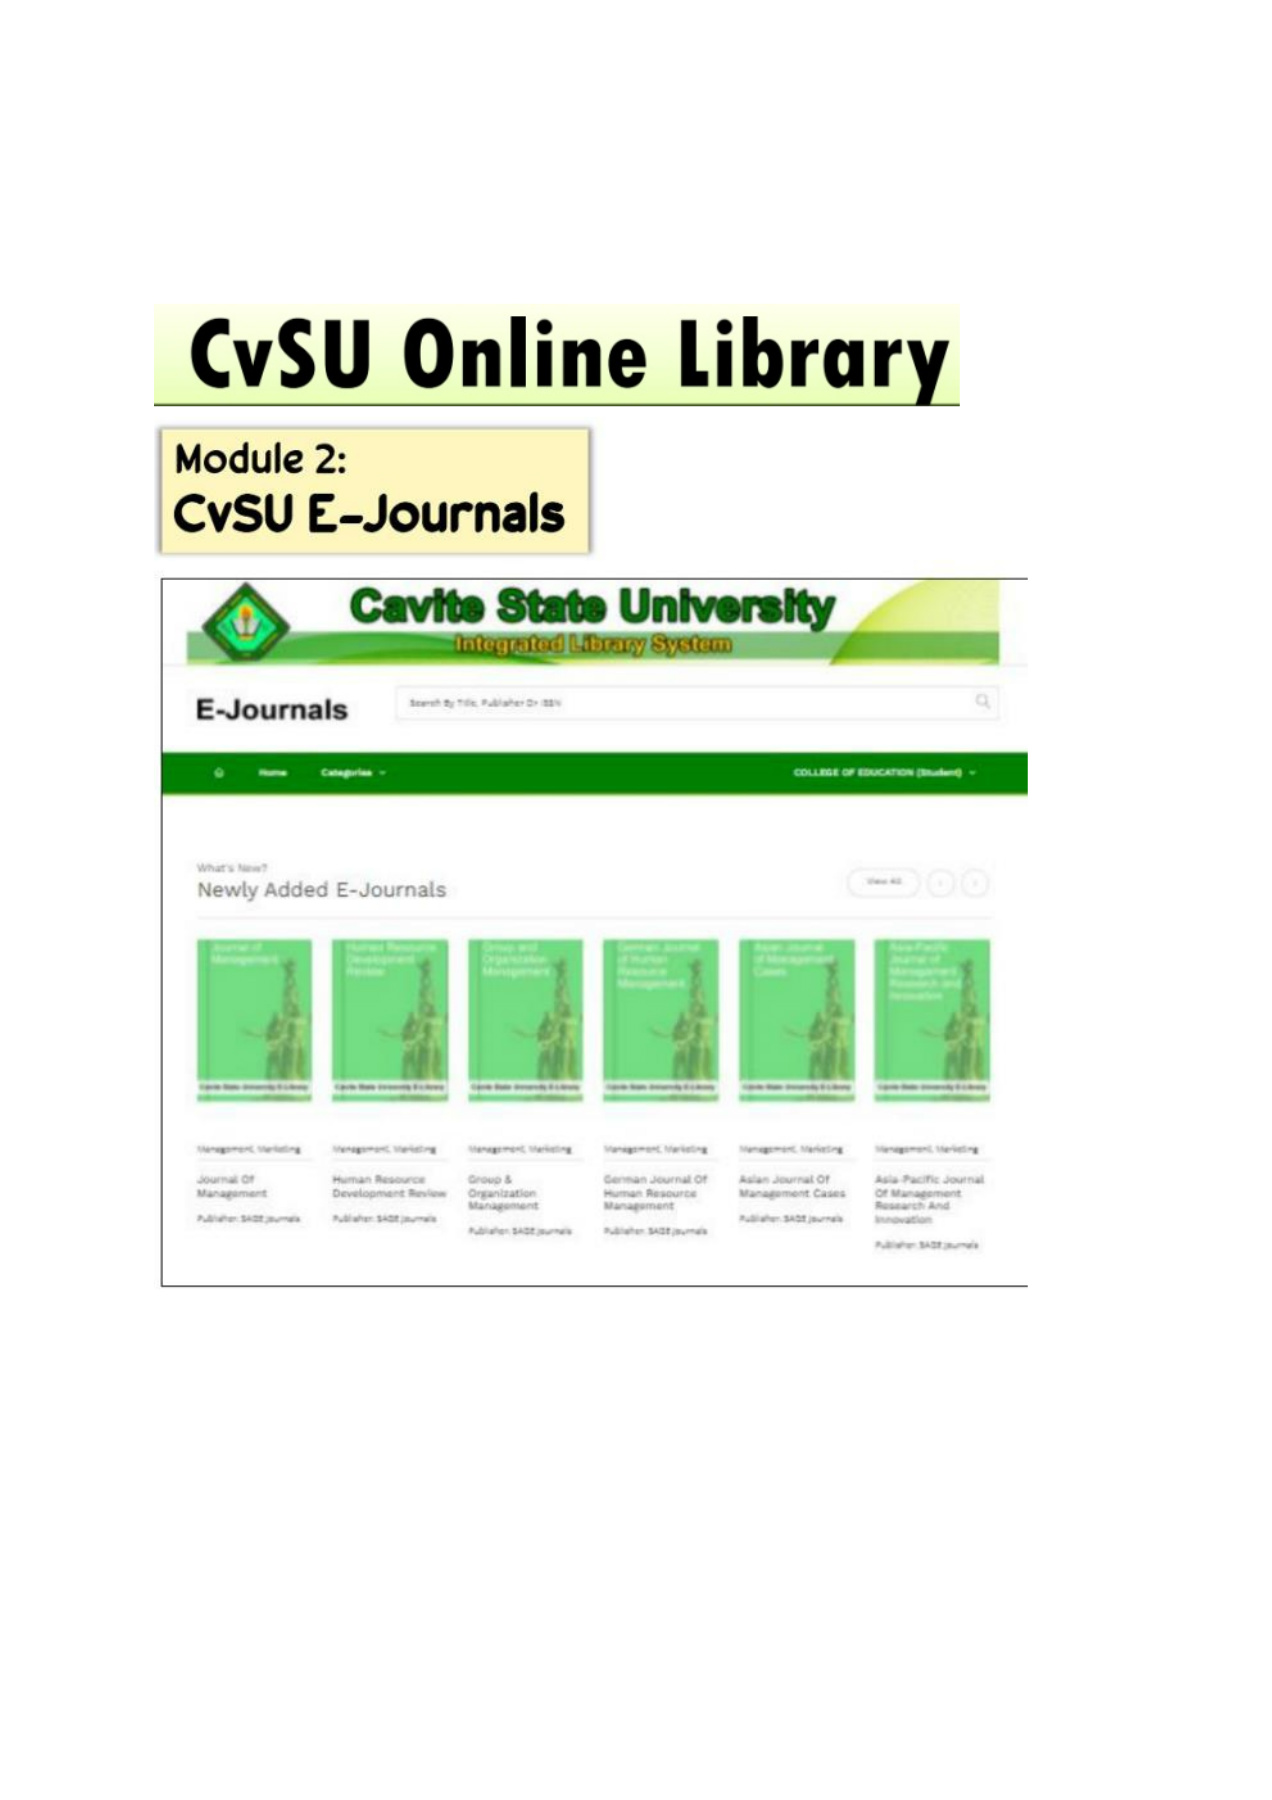 CvSU Online Library
Module 2:
CvSU E-Journals
Cavite State University
Integrated Library System
E-Journals
Search By Title, Publisher Or ISSN
Home
Categories
COLLEGE OF EDUCATION (Student)
What's New?
Newly Added E-Journals
View All
Journal of
Management
Human Resource
Development
Review
Group and
Organization
Management
German Journal
of Human
Resource
Management
Asian Journal
of Management
Cases
Asia-Pacific
Journal of
Management
Research and
Innovation
Cavite State University E-Library
Cavite State University E-Library
Cavite State University E-Library
Cavite State University E-Library
Cavite State University E-Library
Cavite State University E-Library
Management, Marketing
Management, Marketing
Management, Marketing
Management, Marketing
Management, Marketing
Management, Marketing
Journal Of
Management
Publisher: SAGE Journals
Human Resource
Development Review
Publisher: SAGE Journals
Group &
Organization
Management
Publisher: SAGE Journals
German Journal Of
Human Resource
Management
Publisher: SAGE Journals
Asian Journal Of
Management Cases
Publisher: SAGE Journals
Asia-Pacific Journal
Of Management
Research And
Innovation
Publisher: SAGE Journals